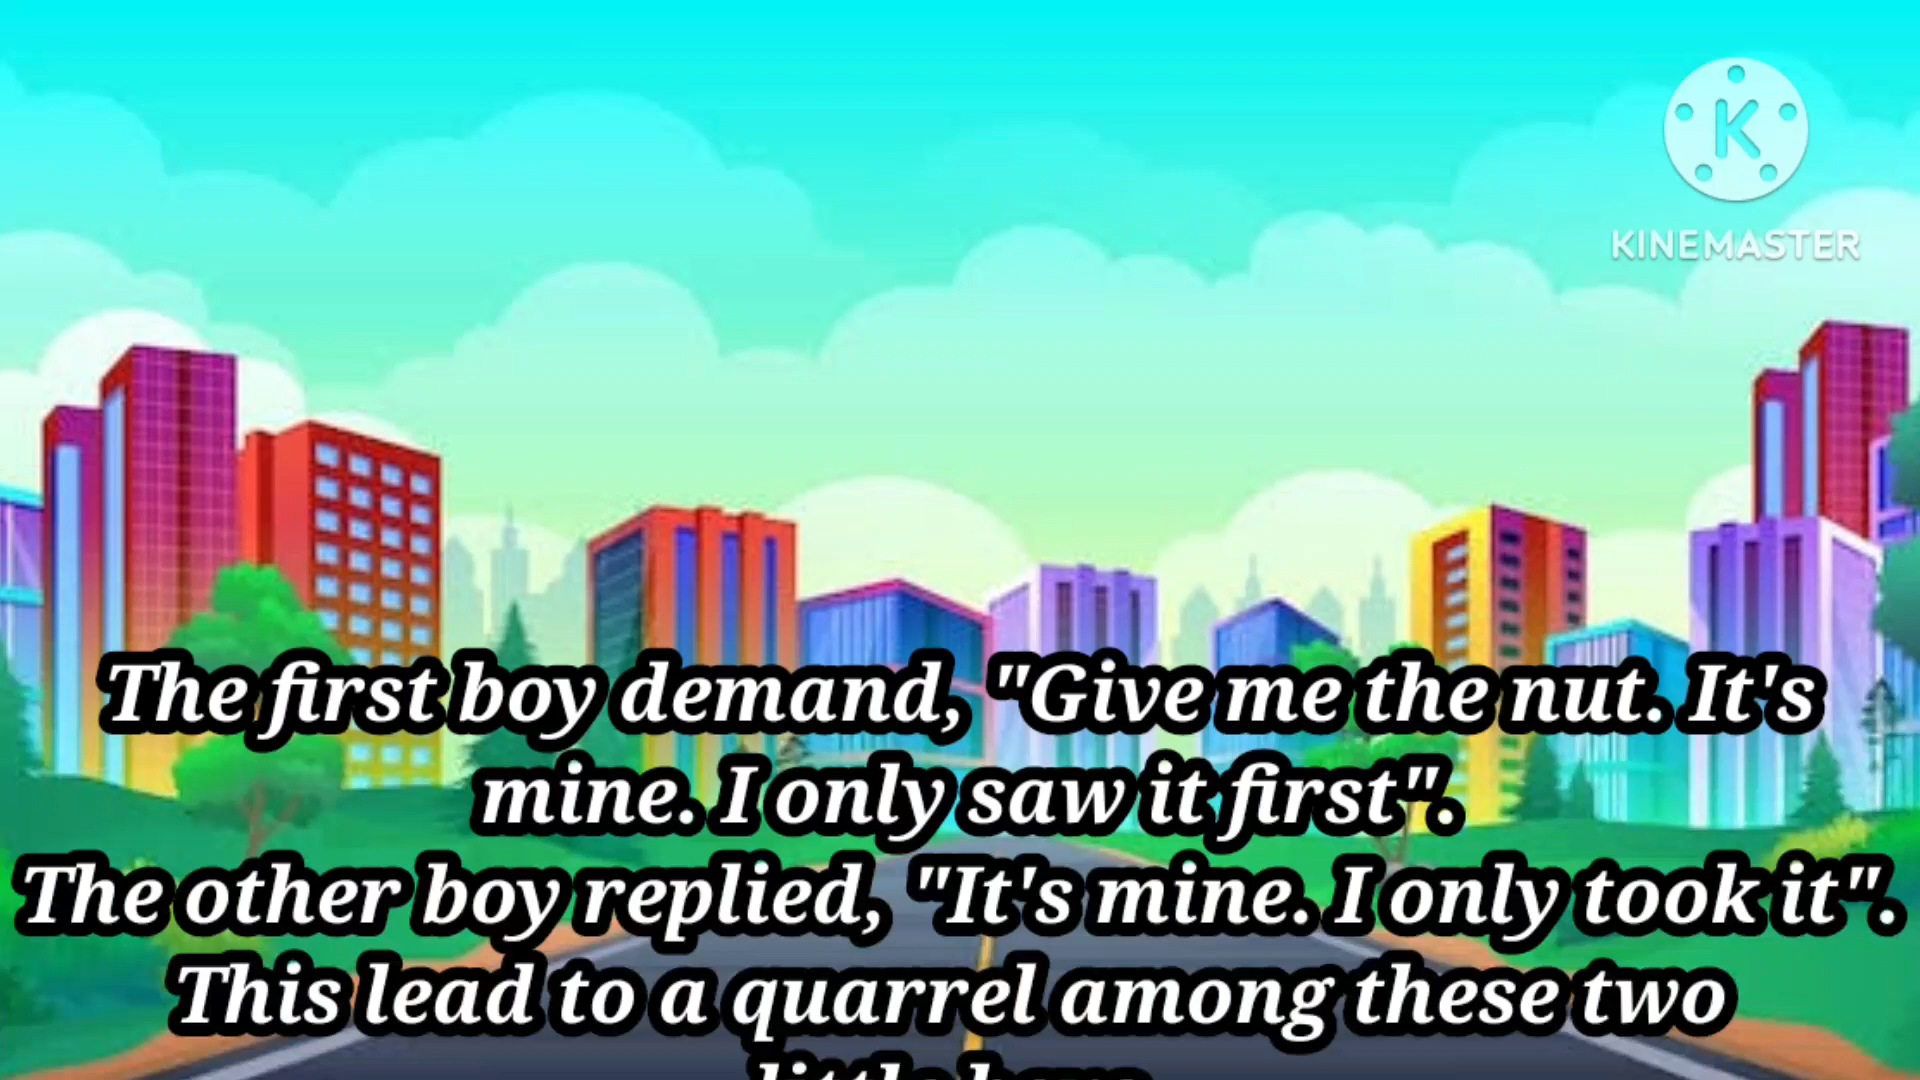 KINEMASTER
The first boy demand, "Give me the nut. It's
mine. I only saw it first".
The other boy replied, "It's mine. I only took it".
This lead to a quarrel among these two